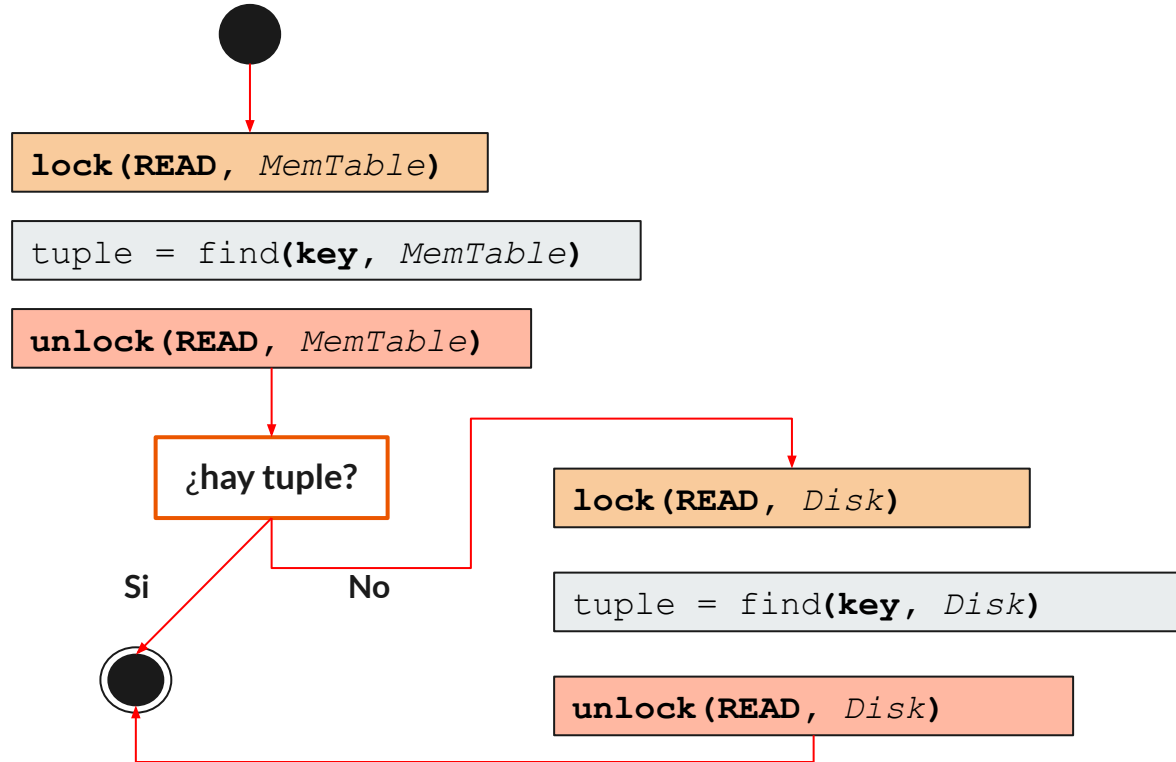 lock(READ, MemTable)
tuple = find(key, MemTable)
unlock(READ, MemTable)
¿hay tuple?
Si
No
lock(READ, Disk)
tuple = find(key, Disk)
unlock(READ, Disk)